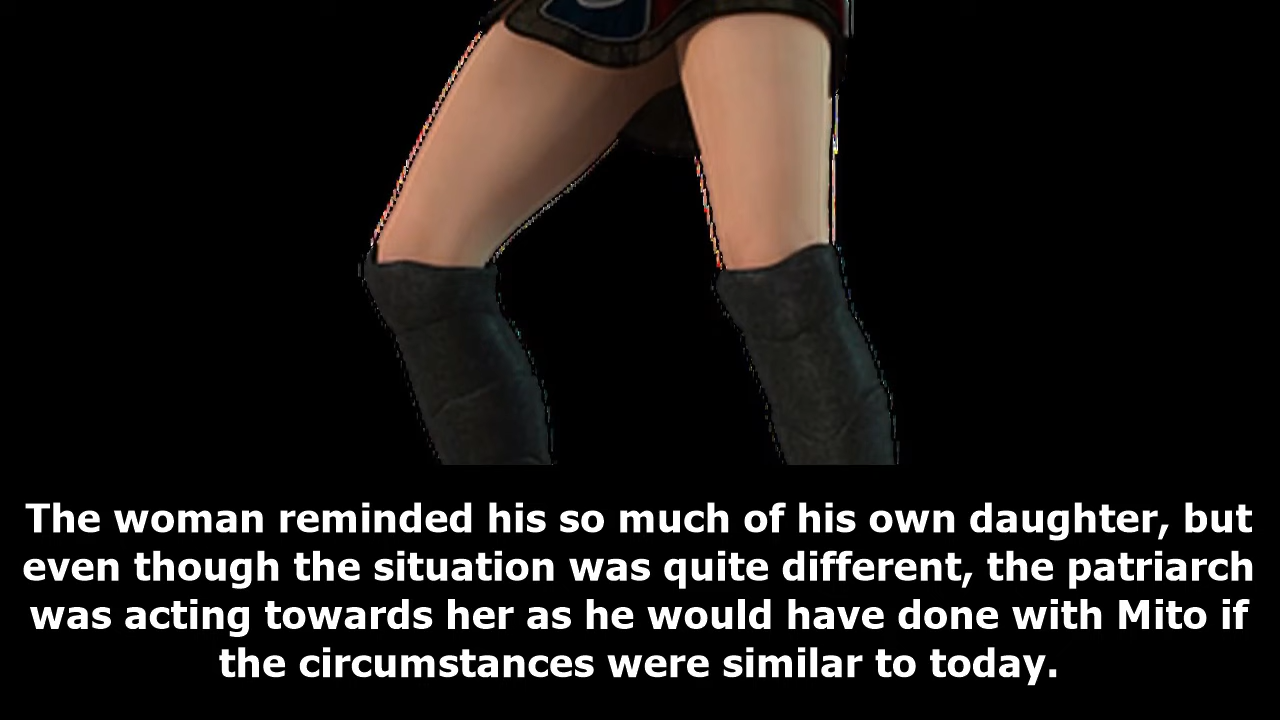 The woman reminded his so much of his own daughter, but
even though the situation was quite different, the patriarch
was acting towards her as he would have done with Mito if
the circumstances were similar to today.